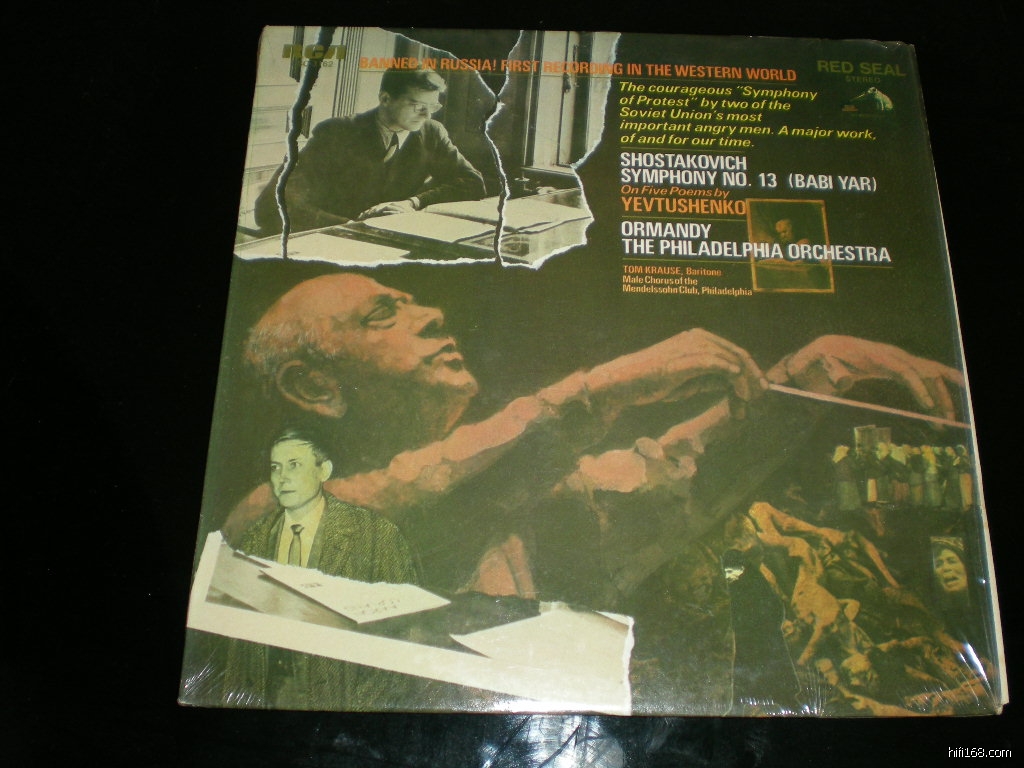 RCA
BANNED IN RUSSIA! FIRST RECORDING IN THE WESTERN WORLD
RED SEAL
STEREO
The courageous "Symphony
of Protest" by two of the
Soviet Union's most
important angry men. A major work,
of and for our time.
SHOSTAKOVICH
SYMPHONY NO. 13 (BABI YAR)
On Five Poems by
YEVTUSHENKO
ORMANDY
THE PHILADELPHIA ORCHESTRA
TOM KRAUSE, Baritone
Male Chorus of the
Mendelssohn Club, Philadelphia
hifi168.com